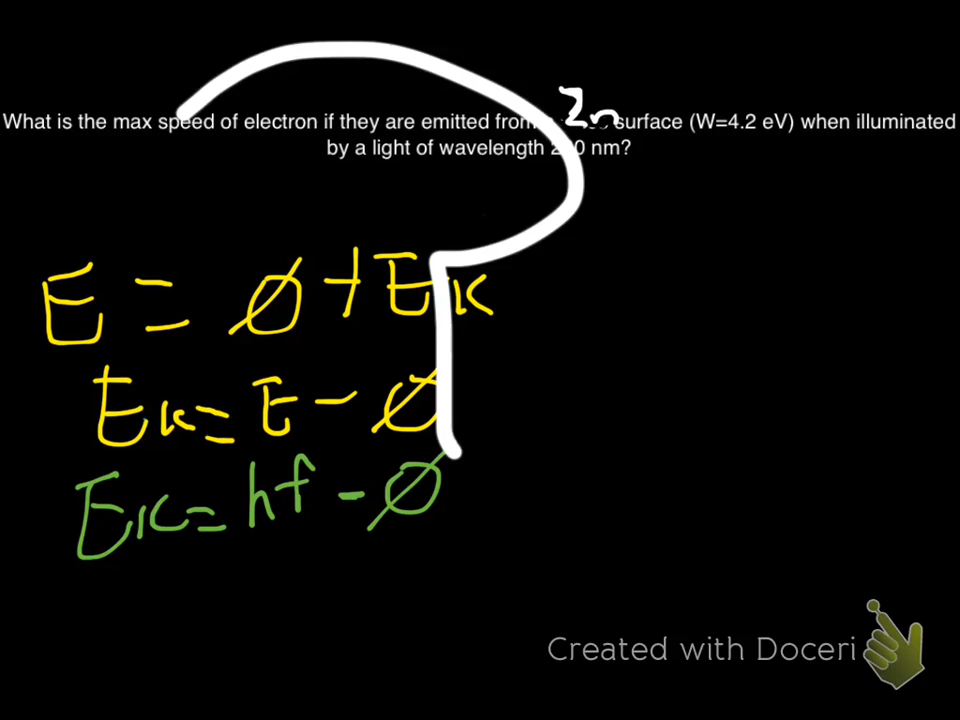 What is the max speed of electron if they are emitted from Zn surface (W=4.2 eV) when illuminated
by a light of wavelength nm?
E = Ø + Ek
Ek = E - Ø
Ek = hf - Ø
Created with Doceri